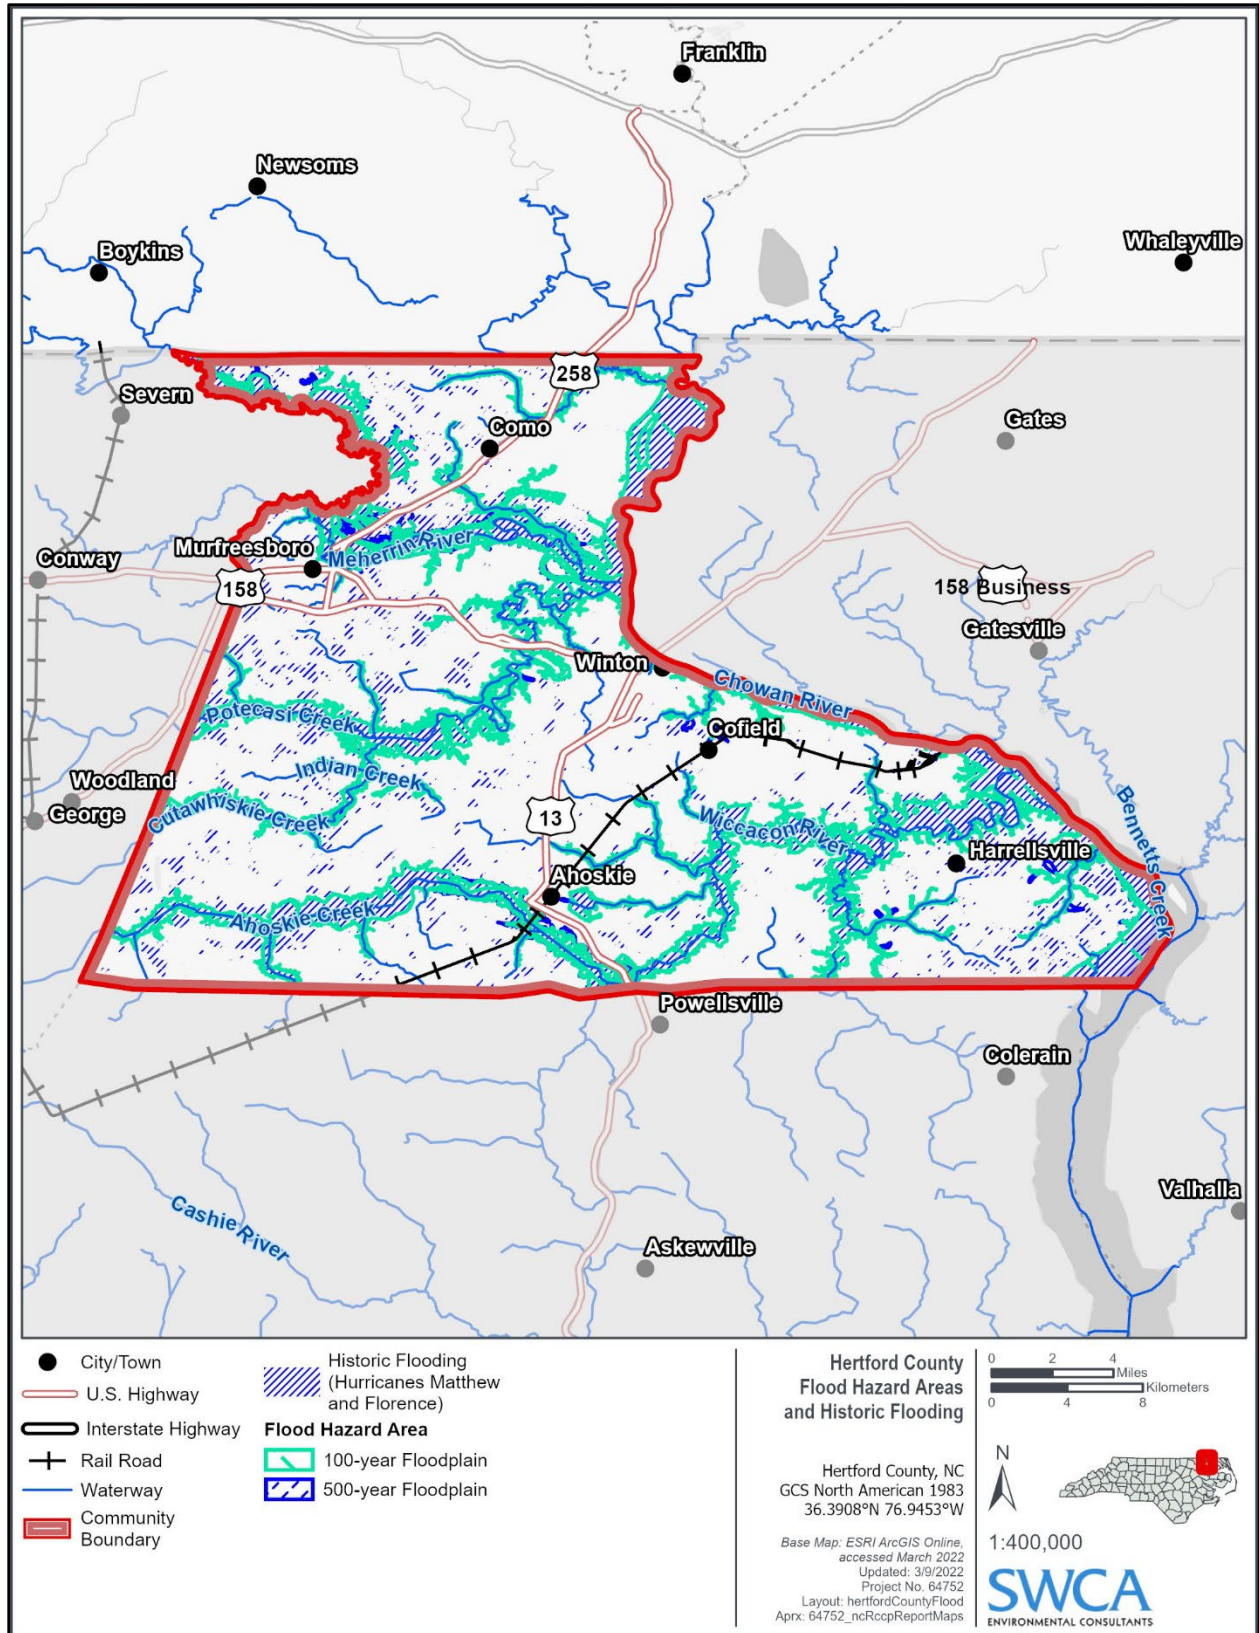 Franklin
Newsoms
Whaleyville
Boykins
258
Severn
Como
Gates
Murfreesboro
Meherrin River
Conway
158
158 Business
Gatesville
Winton
Chowan River
Potecasi Creek
Cofield
Indian Creek
Woodland
George
Cutawhiskie Creek
13
Wiccacon River
Bennetts Creek
Harrellsville
Ahoskie
Ahoskie Creek
Powellsville
Colerain
Cashie River
Valhalla
Askewville
City/Town
U.S. Highway
Interstate Highway
Rail Road
Waterway
Community
Boundary
Historic Flooding
(Hurricanes Matthew
and Florence)
Flood Hazard Area
100-year Floodplain
500-year Floodplain
Hertford County
Flood Hazard Areas
and Historic Flooding
Hertford County, NC
GCS North American 1983
36.3908°N 76.9453°W
Base Map: ESRI ArcGIS Online,
accessed March 2022
Updated: 3/9/2022
Project No. 64752
Layout: hertfordCountyFlood
Aprx: 64752_ncRccpReportMaps
0 2 4
Miles
Kilometers
0 4 8
N
1:400,000
SWCA
ENVIRONMENTAL CONSULTANTS